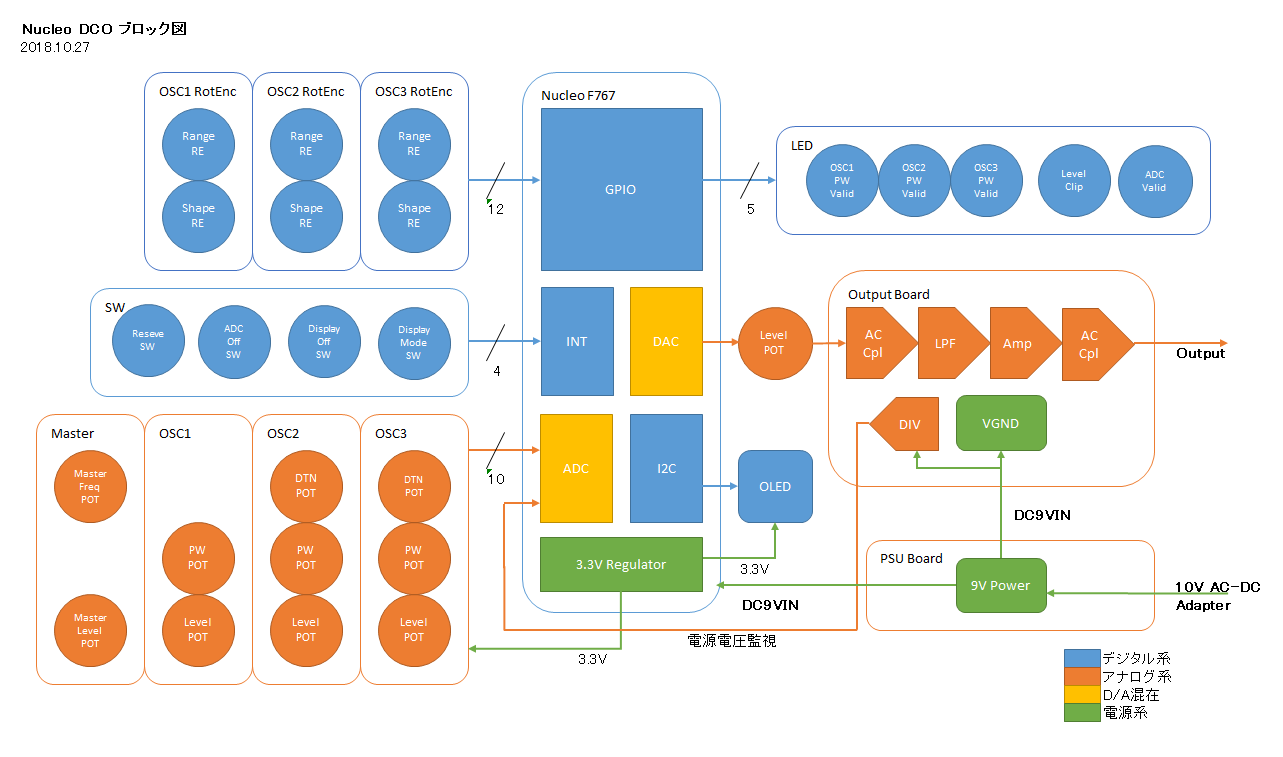 Nucleo DCO ブロック図
2018.10.27
OSC1 RotEnc
OSC2 RotEnc
OSC3 RotEnc
Range
RE
Range
RE
Range
RE
Shape
RE
Shape
RE
Shape
RE
12
Nucleo F767
GPIO
5
LED
OSC1
PW
Valid
OSC2
PW
Valid
OSC3
PW
Valid
Level
Clip
ADC
Valid
SW
Reseve
SW
ADC
Off
SW
Display
Off
SW
Display
Mode
SW
4
INT
DAC
Level
POT
Output Board
AC
Cpl
LPF
Amp
AC
Cpl
Output
DIV
VGND
Master
OSC1
OSC2
OSC3
Master
Freq
POT
DTN
POT
DTN
POT
PW
POT
PW
POT
PW
POT
Master
Level
POT
Level
POT
Level
POT
Level
POT
10
ADC
I2C
OLED
3.3V Regulator
3.3V
DC9VIN
PSU Board
9V Power
DC9VIN
10V AC-DC
Adapter
電源電圧監視
3.3V
デジタル系
アナログ系
D/A混在
電源系